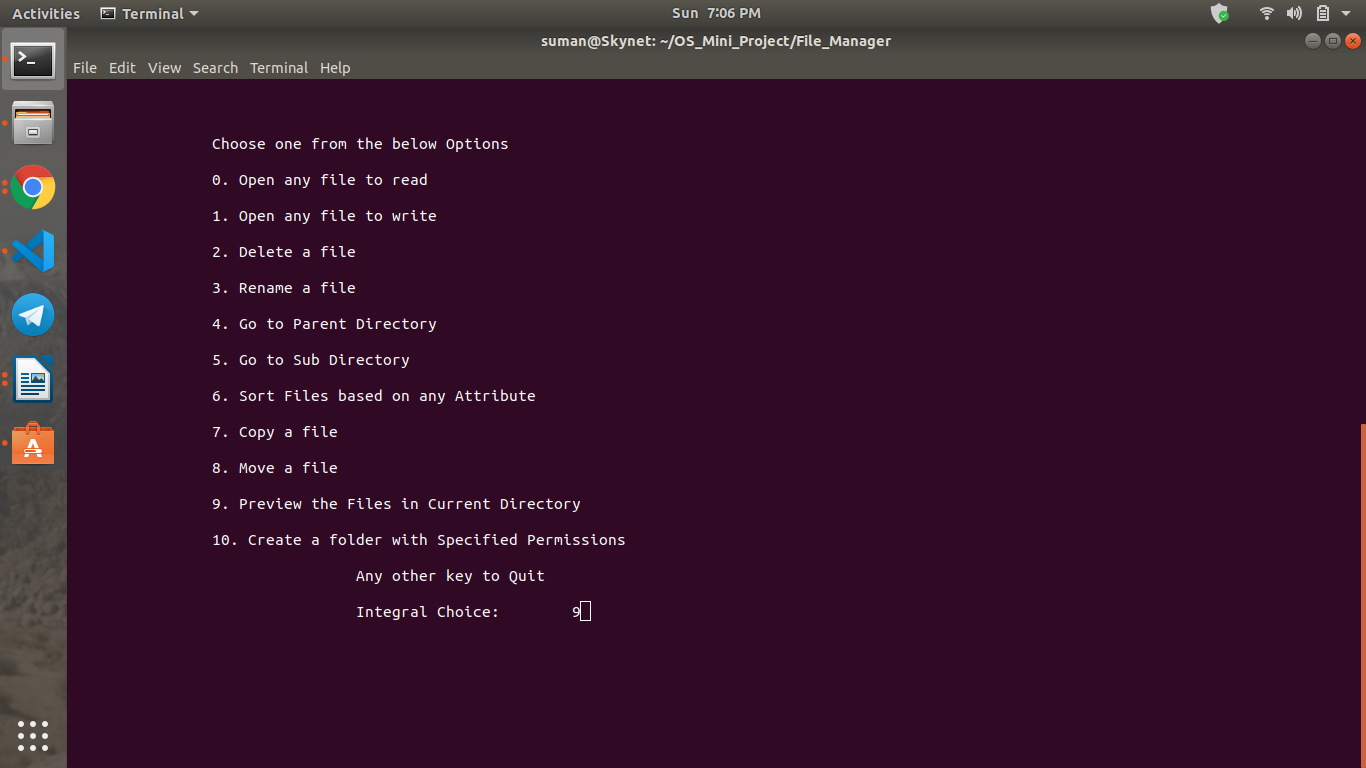 Activities Terminal Sun 7:06 PM
suman@Skynet: ~/OS_Mini_Project/File_Manager
File Edit View Search Terminal Help
Choose one from the below Options
0. Open any file to read
1. Open any file to write
2. Delete a file
3. Rename a file
4. Go to Parent Directory
5. Go to Sub Directory
6. Sort Files based on any Attribute
7. Copy a file
8. Move a file
9. Preview the Files in Current Directory
10. Create a folder with Specified Permissions
Any other key to Quit
Integral Choice: 9